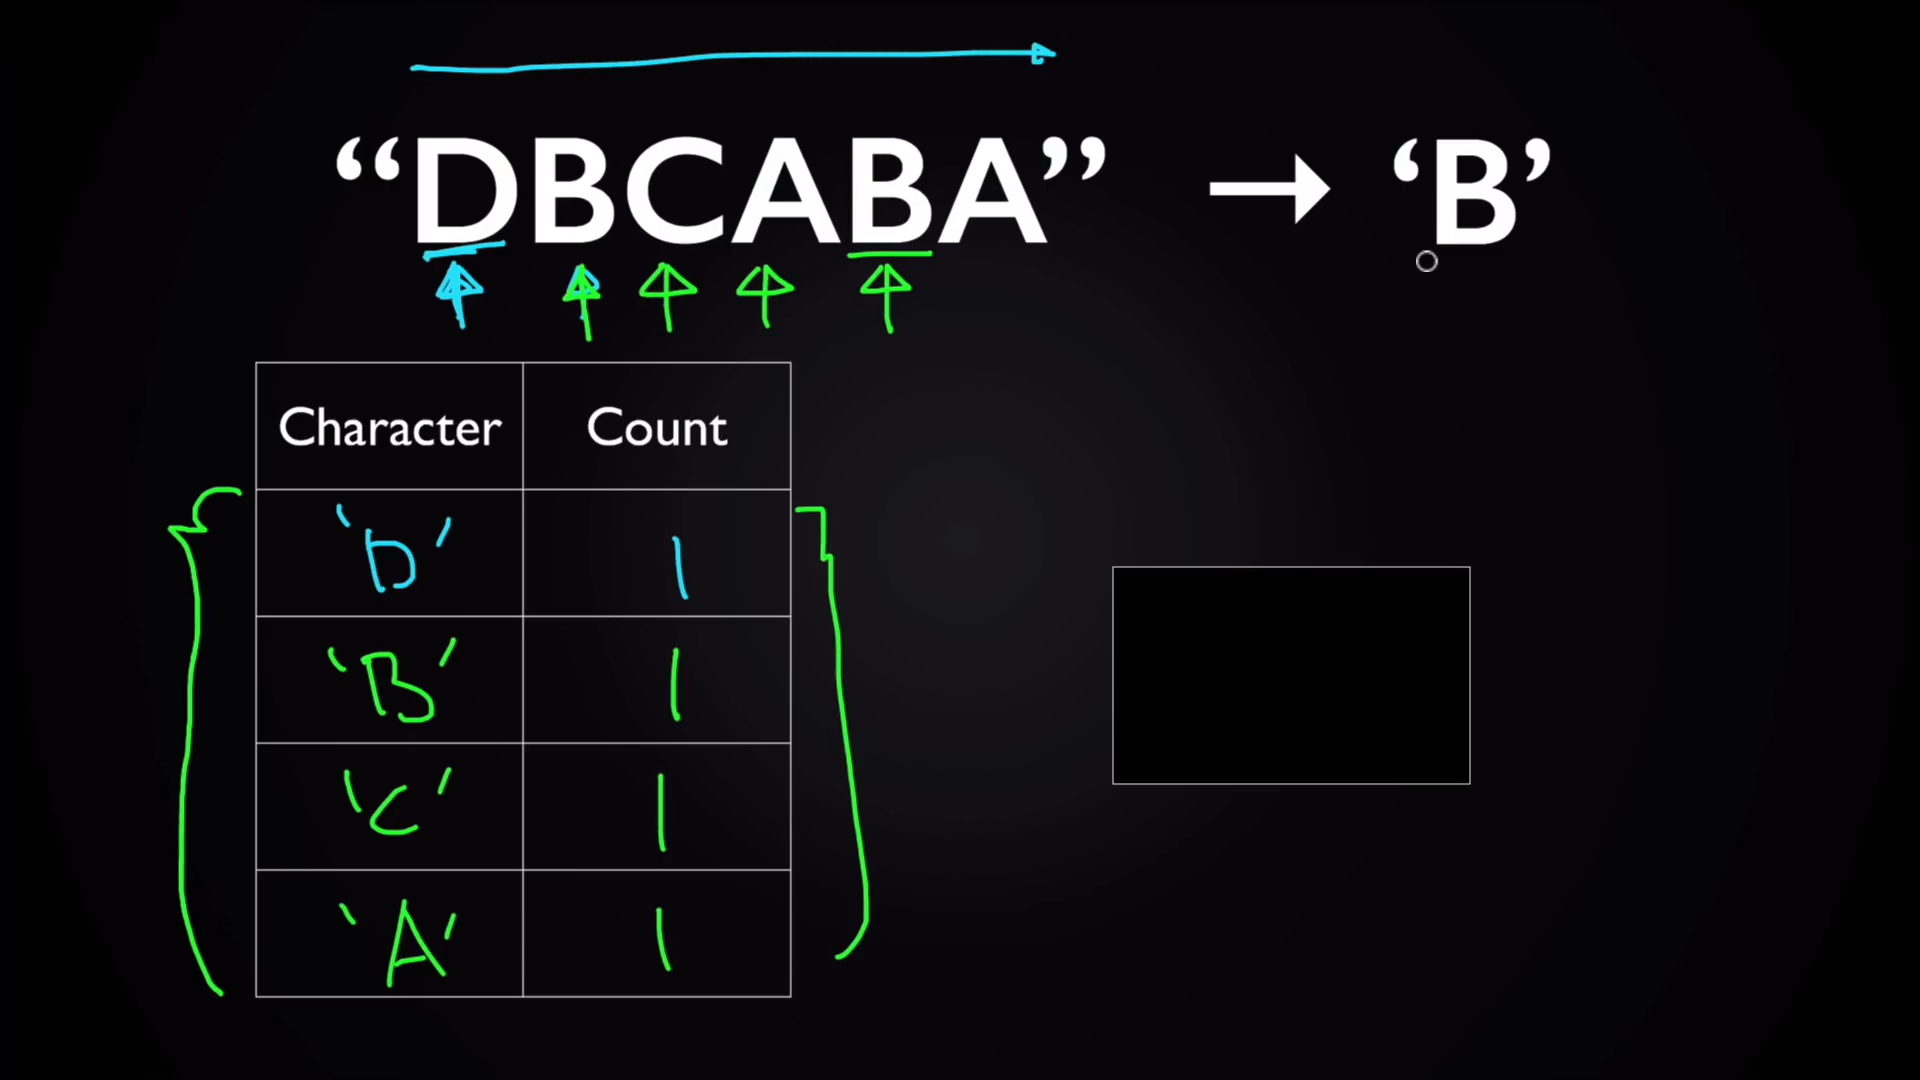 “DBCABA” → ‘B’
Character Count
'D' 1
'B' 1
'C' 1
'A' 1